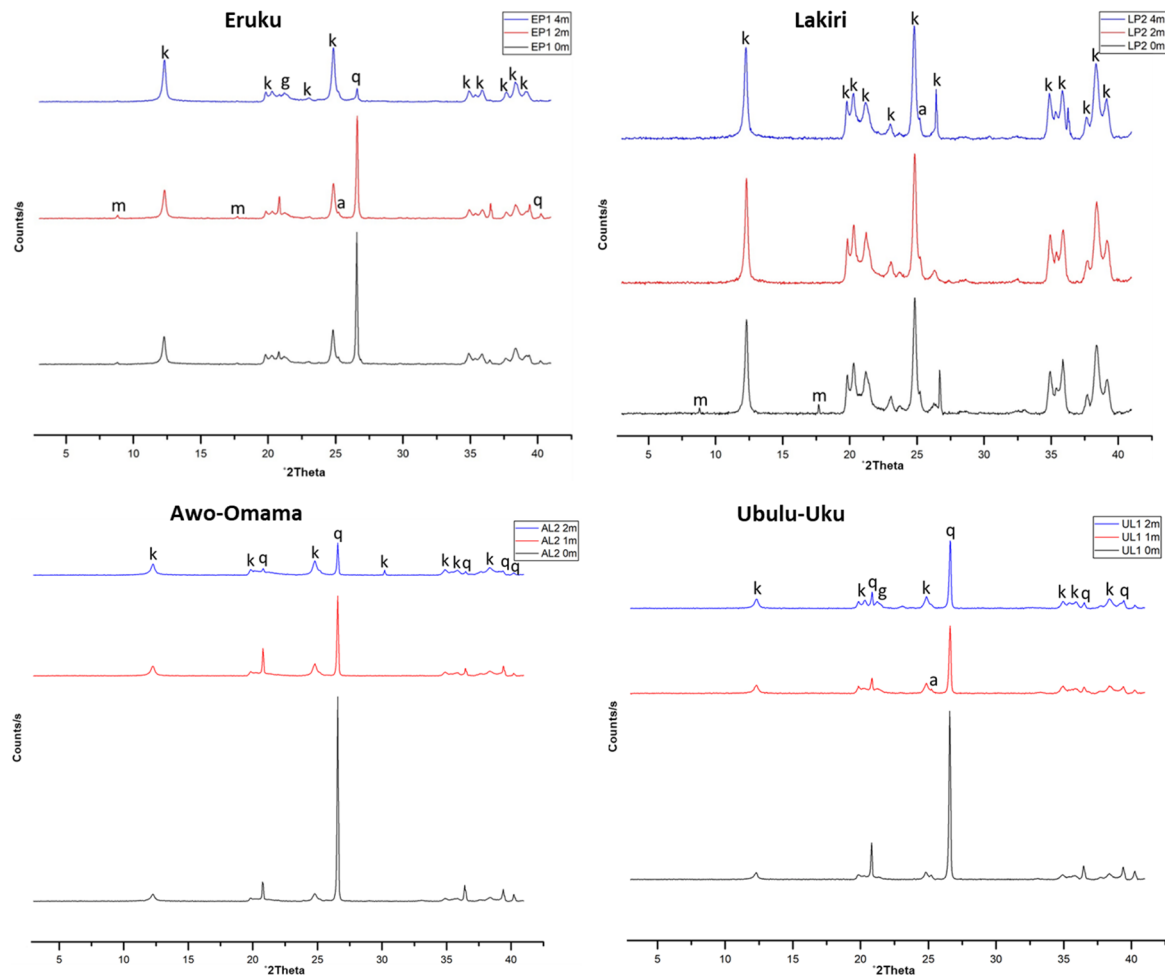 Eruku
EP1 4m
EP1 2m
EP1 0m
k
k
k
k
g
k
q
k
k
k
k
k
m
m
a
q
Counts/s
5
10
15
20
25
30
35
40
°2Theta
Lakiri
LP2 4m
LP2 2m
LP2 0m
k
k
k
k
k
k
k
a
k
k
k
k
k
k
m
m
Counts/s
5
10
15
20
25
30
35
40
°2Theta
Awo-Omama
AL2 2m
AL2 1m
AL2 0m
k
k
q
k
q
k
k
k
q
k
q
q
Counts/s
5
10
15
20
25
30
35
40
°2Theta
Ubulu-Uku
UL1 2m
UL1 1m
UL1 0m
k
k
q
g
k
q
k
k
q
k
q
a
Counts/s
5
10
15
20
25
30
35
40
°2Theta